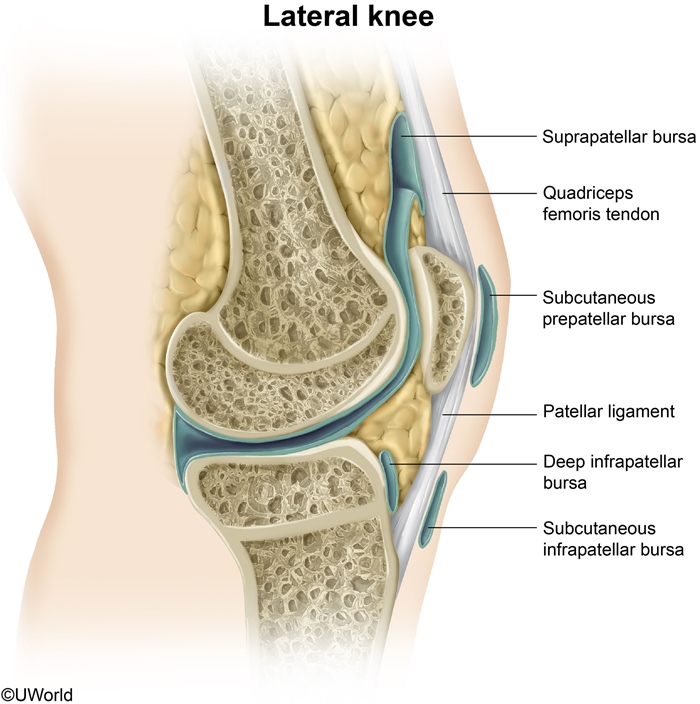 Lateral knee
Suprapatellar bursa
Quadriceps
femoris tendon
Subcutaneous
prepatellar bursa
Patellar ligament
Deep infrapatellar
bursa
Subcutaneous
infrapatellar bursa
©UWorld